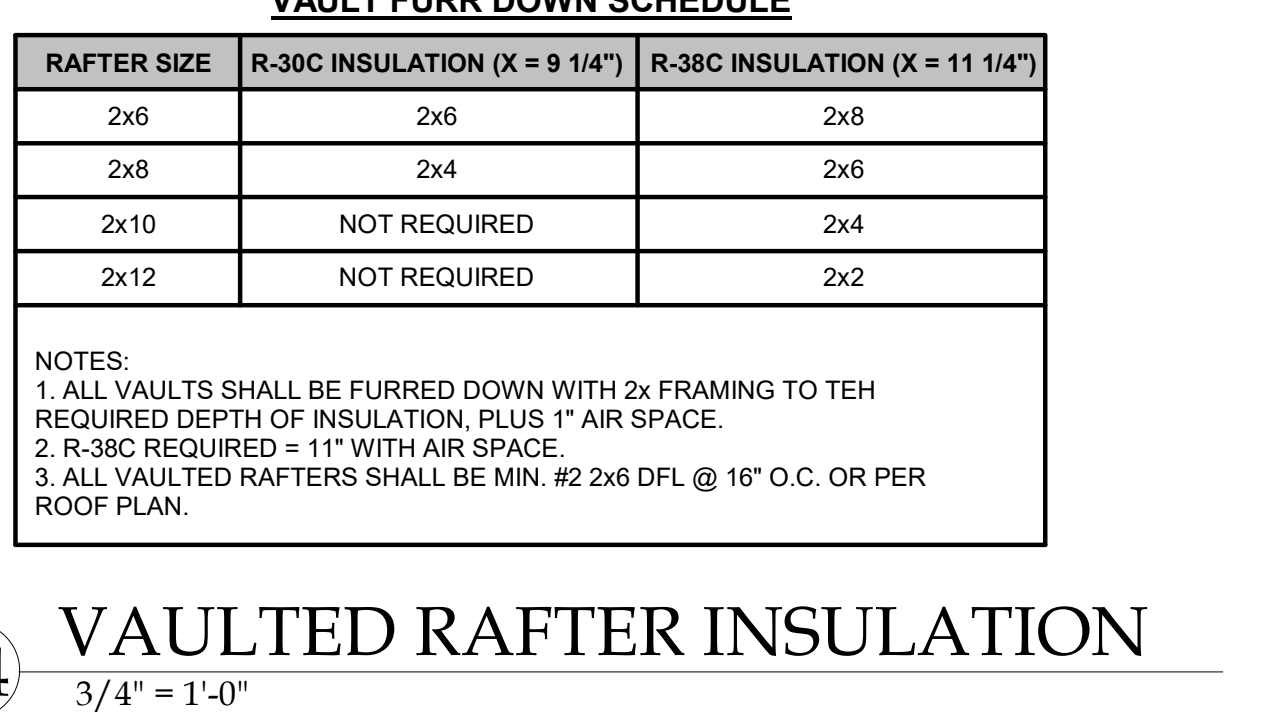 VAULT FURR DOWN SCHEDULE
RAFTER SIZE R-30C INSULATION (X = 9 1/4") R-38C INSULATION (X = 11 1/4")
2x6 2x6 2x8
2x8 2x4 2x6
2x10 NOT REQUIRED 2x4
2x12 NOT REQUIRED 2x2
NOTES:
1. ALL VAULTS SHALL BE FURRED DOWN WITH 2x FRAMING TO TEH
REQUIRED DEPTH OF INSULATION, PLUS 1" AIR SPACE.
2. R-38C REQUIRED = 11" WITH AIR SPACE.
3. ALL VAULTED RAFTERS SHALL BE MIN. #2 2x6 DFL @ 16" O.C. OR PER
ROOF PLAN.
VAULTED RAFTER INSULATION
3/4" = 1'-0"